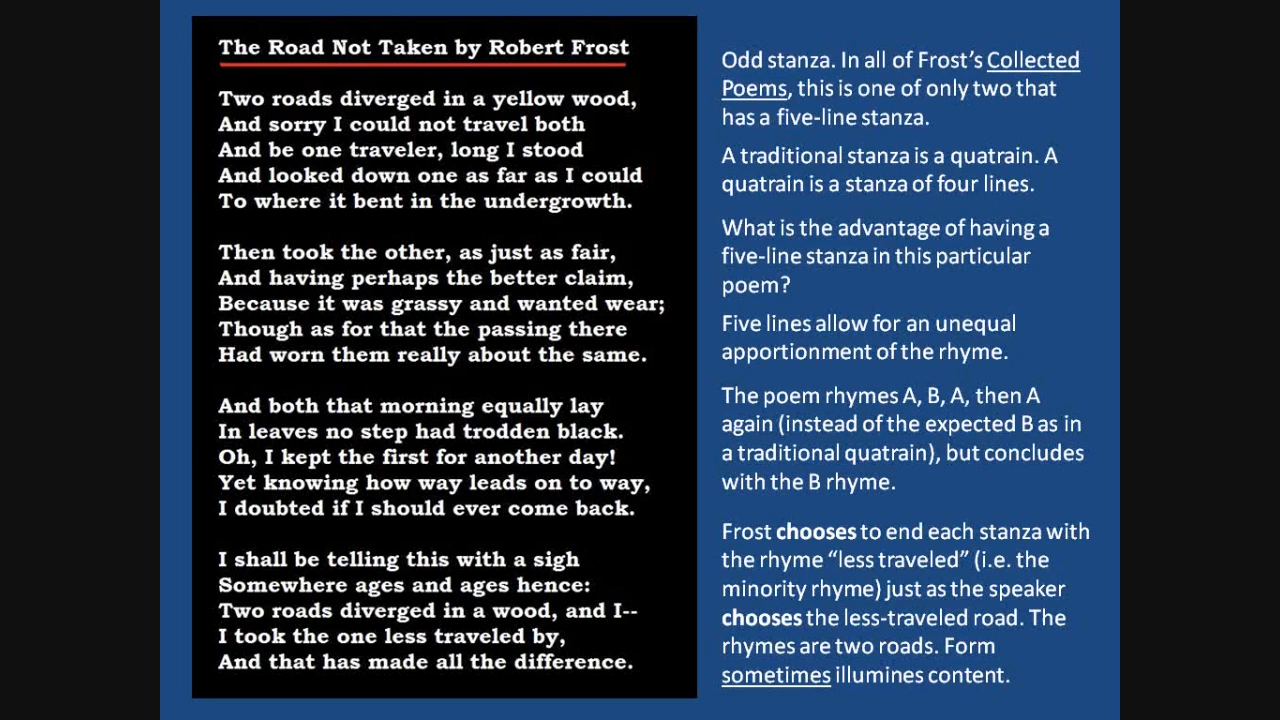 The Road Not Taken by Robert Frost
Two roads diverged in a yellow wood,
And sorry I could not travel both
And be one traveler, long I stood
And looked down one as far as I could
To where it bent in the undergrowth.
Then took the other, as just as fair,
And having perhaps the better claim,
Because it was grassy and wanted wear;
Though as for that the passing there
Had worn them really about the same.
And both that morning equally lay
In leaves no step had trodden black.
Oh, I kept the first for another day!
Yet knowing how way leads on to way,
I doubted if I should ever come back.
I shall be telling this with a sigh
Somewhere ages and ages hence:
Two roads diverged in a wood, and I--
I took the one less traveled by,
And that has made all the difference.
Odd stanza. In all of Frost's Collected
Poems, this is one of only two that
has a five-line stanza.
A traditional stanza is a quatrain. A
quatrain is a stanza of four lines.
What is the advantage of having a
five-line stanza in this particular
poem?
Five lines allow for an unequal
apportionment of the rhyme.
The poem rhymes A, B, A, then A
again (instead of the expected B as in
a traditional quatrain), but concludes
with the B rhyme.
Frost chooses to end each stanza with
the rhyme “less traveled” (i.e. the
minority rhyme) just as the speaker
chooses the less-traveled road. The
rhymes are two roads. Form
sometimes illumines content.